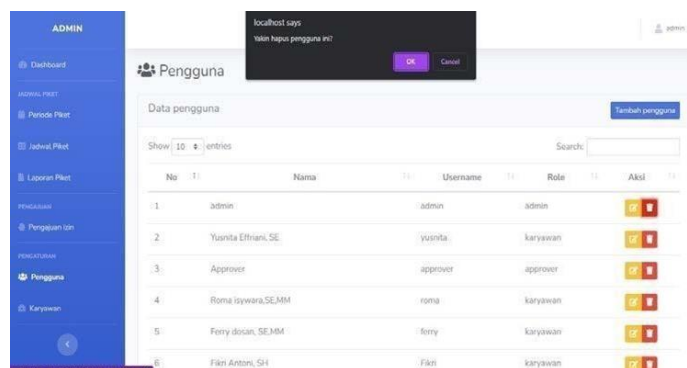 ADMIN
localhost says
Yakin hapus pengguna ini?
OK
Cancel
admin
Dashboard
JADWAL PIKET
Periode Piket
Jadwal Piket
Laporan Piket
PENGAJUAN
Pengajuan Izin
PENGATURAN
Pengguna
Karyawan
Pengguna
Data pengguna
Tambah pengguna
Show 10 entries
Search:
No Nama Username Role Aksi
1 admin admin admin
2 Yusnita Effriani, SE yusnita karyawan
3 Approver approver approver
4 Roma isywara,SE,MM roma karyawan
5 Ferry dosan, SE,MM ferry karyawan
6 Fikri Antoni, SH Fikri karyawan